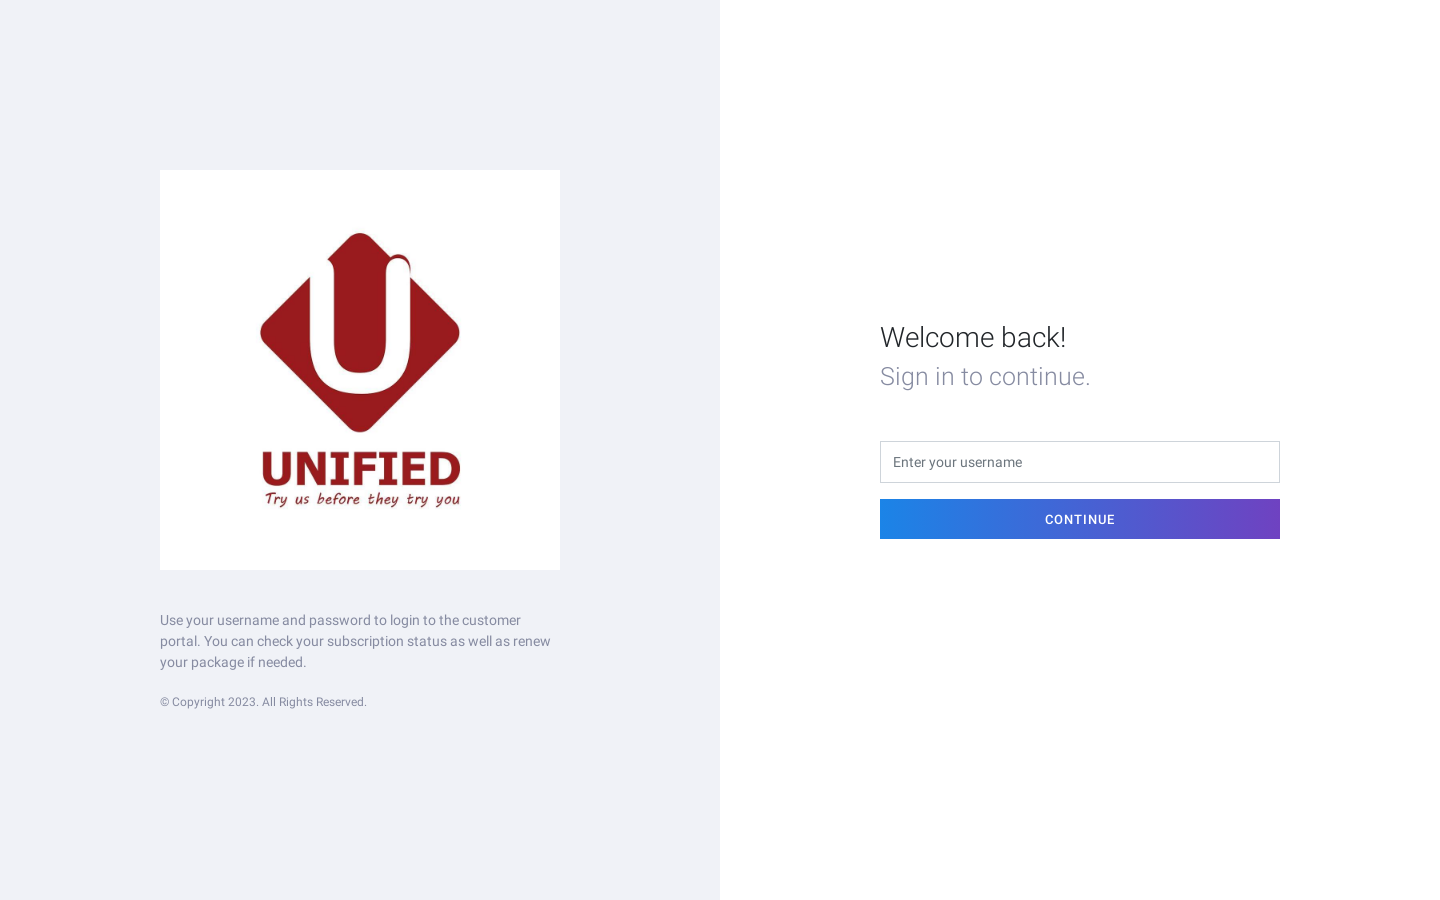 U
UNIFIED
Try us before they try you
Use your username and password to login to the customer
portal. You can check your subscription status as well as renew
your package if needed.
© Copyright 2023. All Rights Reserved.
Welcome back!
Sign in to continue.
Enter your username
CONTINUE